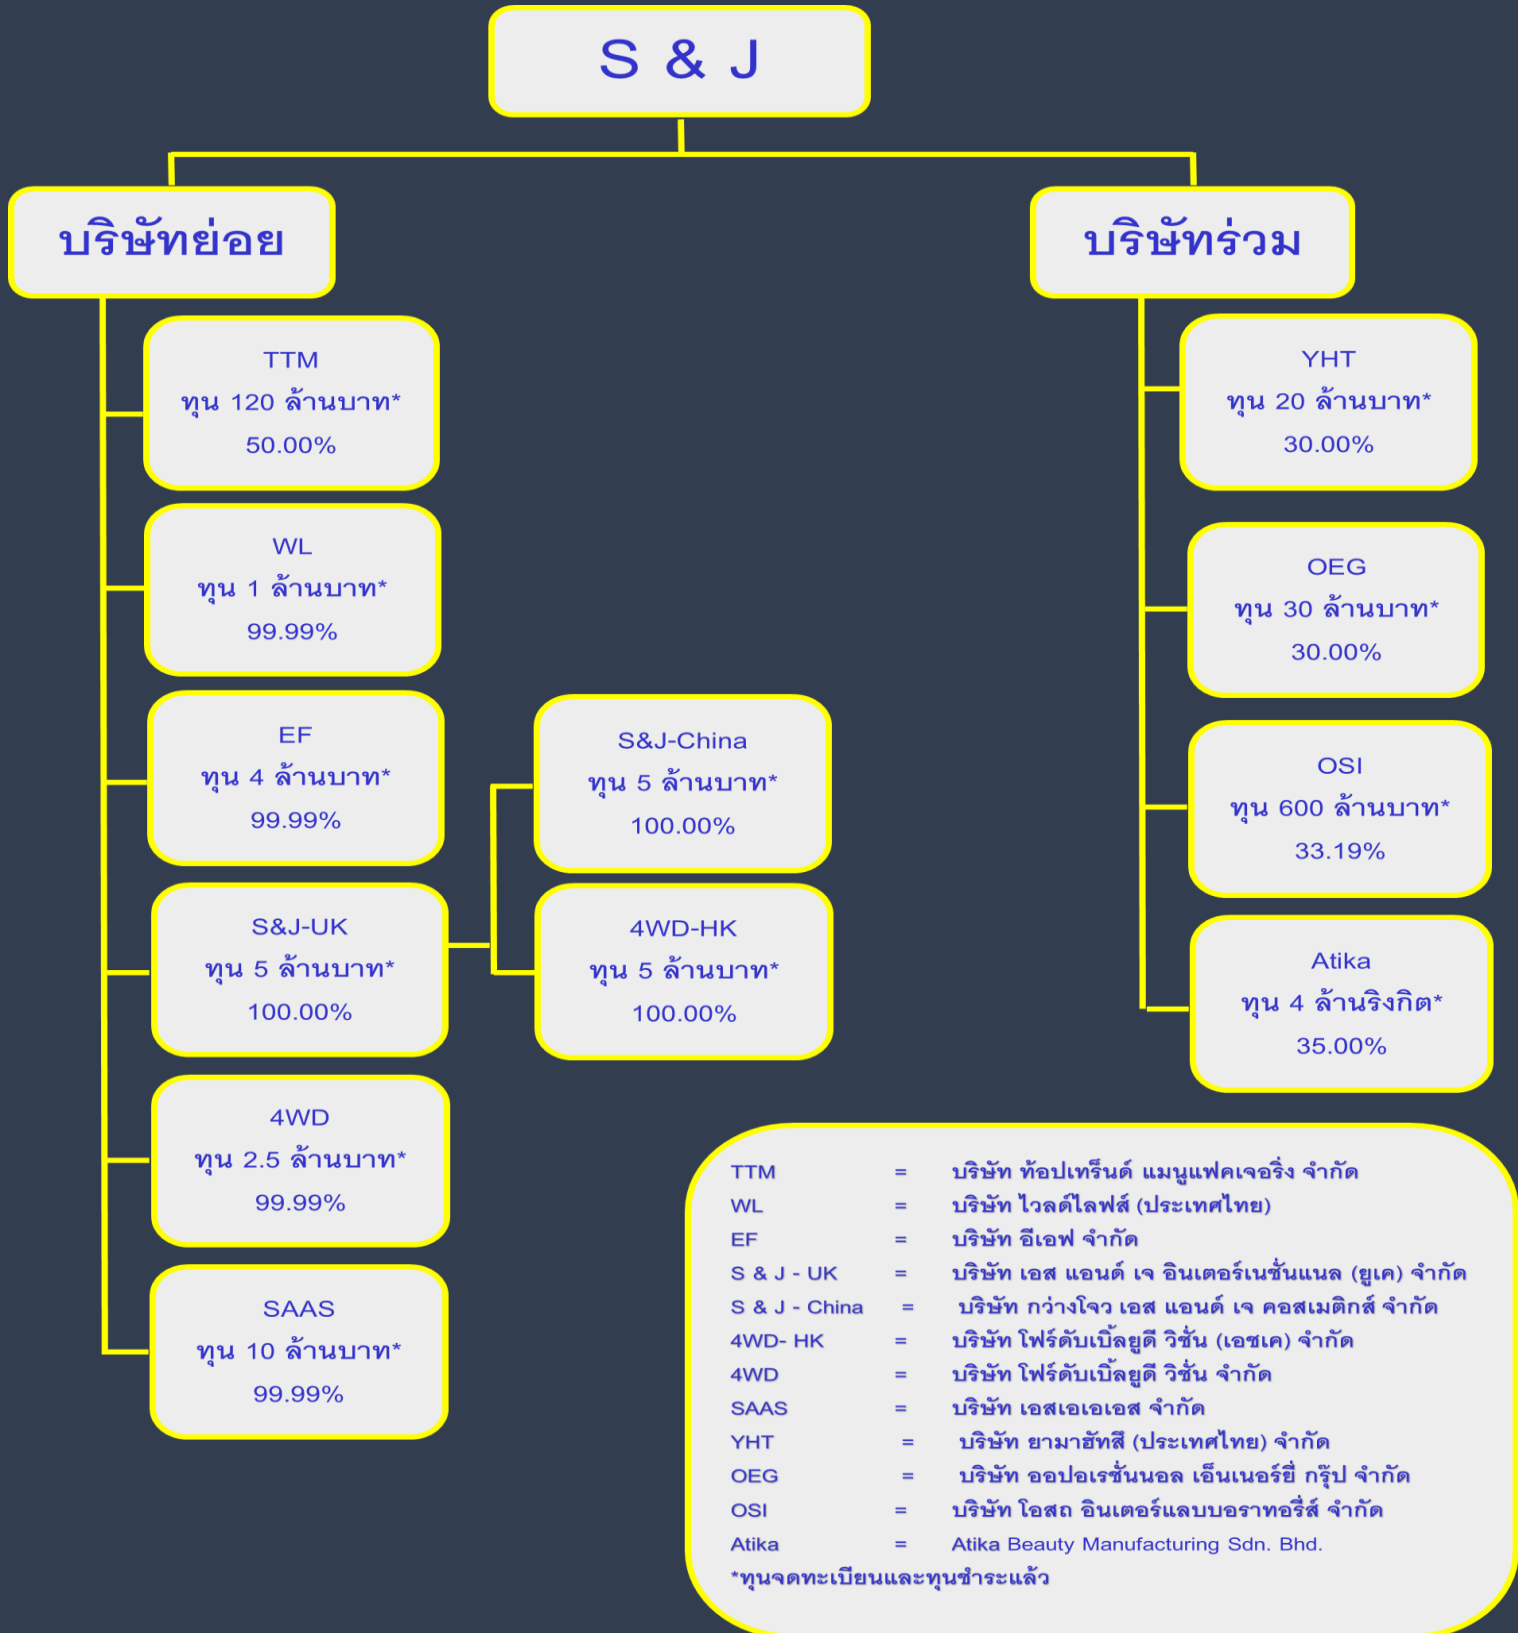 S & J
บริษัทย่อย
บริษัทร่วม
TTM
ทุน 120 ล้านบาท*
50.00%
WL
ทุน 1 ล้านบาท*
99.99%
EF
ทุน 4 ล้านบาท*
99.99%
S&J-UK
ทุน 5 ล้านบาท*
100.00%
4WD
ทุน 2.5 ล้านบาท*
99.99%
SAAS
ทุน 10 ล้านบาท*
99.99%
S&J-China
ทุน 5 ล้านบาท*
100.00%
4WD-HK
ทุน 5 ล้านบาท*
100.00%
YHT
ทุน 20 ล้านบาท*
30.00%
OEG
ทุน 30 ล้านบาท*
30.00%
OSI
ทุน 600 ล้านบาท*
33.19%
Atika
ทุน 4 ล้านริงกิต*
35.00%
TTM = บริษัท ท้อปเทร็นด์ แมนูแฟคเจอริ่ง จำกัด
WL = บริษัท ไวลด์ไลฟส์ (ประเทศไทย)
EF = บริษัท อีเอฟ จำกัด
S & J - UK = บริษัท เอส แอนด์ เจ อินเตอร์เนชั่นแนล (ยูเค) จำกัด
S & J - China = บริษัท กว่างโจว เอส แอนด์ เจ คอสเมติกส์ จำกัด
4WD- HK = บริษัท โฟร์ดับเบิ้ลยูดี วิชั่น (เอชเค) จำกัด
4WD = บริษัท โฟร์ดับเบิ้ลยูดี วิชั่น จำกัด
SAAS = บริษัท เอสเอเอเอส จำกัด
YHT = บริษัท ยามาฮัทสึ (ประเทศไทย) จำกัด
OEG = บริษัท ออปอเรชั่นนอล เอ็นเนอร์ยี่ กรุ๊ป จำกัด
OSI = บริษัท โอสถ อินเตอร์แลบบอราทอรี่ส์ จำกัด
Atika = Atika Beauty Manufacturing Sdn. Bhd.
*ทุนจดทะเบียนและทุนชำระแล้ว